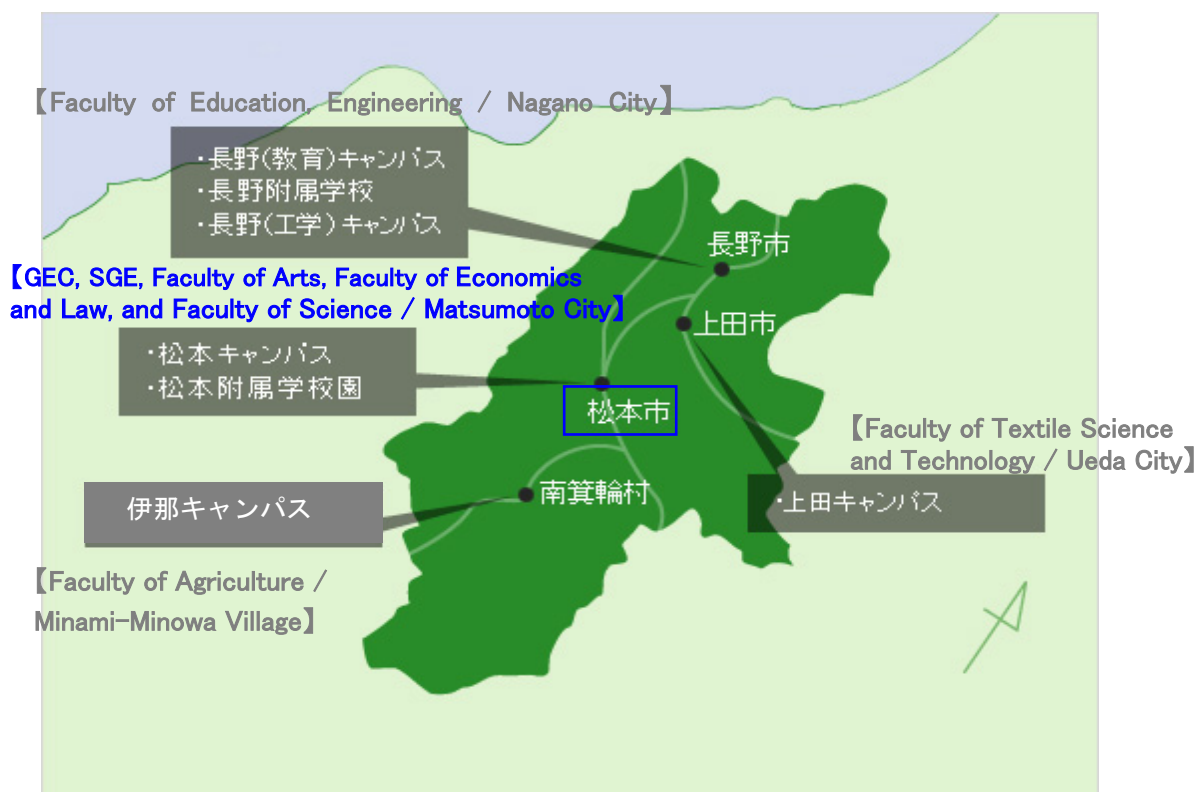 【Faculty of Education, Engineering / Nagano City】
・長野(教育)キャンパス
・長野附属学校
・長野(工学)キャンパス
長野市
【GEC, SGE, Faculty of Arts, Faculty of Economics
and Law, and Faculty of Science / Matsumoto City】
上田市
・松本キャンパス
・松本附属学校園
松本市
【Faculty of Textile Science
and Technology / Ueda City】
・上田キャンパス
南箕輪村
伊那キャンパス
【Faculty of Agriculture /
Minami-Minowa Village】